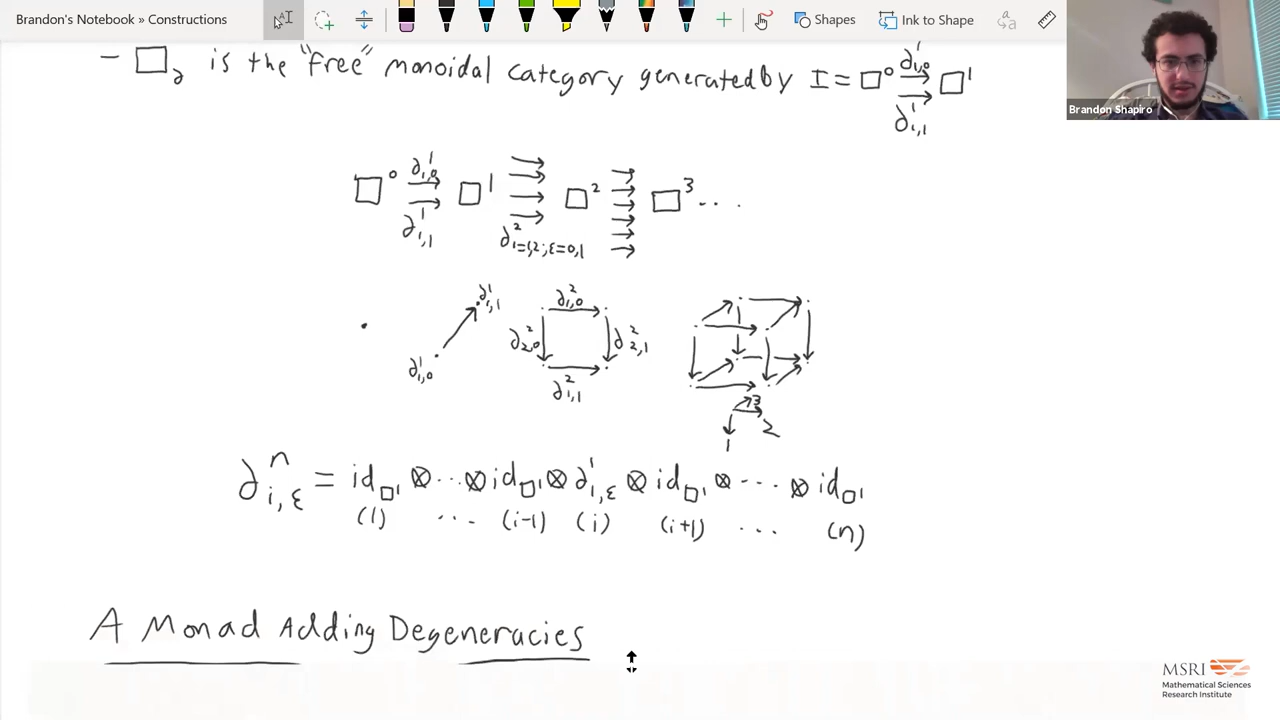 Brandon's Notebook » Constructions
Shapes
Ink to Shape
Brandon Shapiro
– □_∂ is the "free" monoidal category generated by I = □⁰ ⇉ □¹
∂¹_{1,0}
∂¹_{1,1}
□⁰ ∂¹_{1,0} ∂¹_{1,1} □¹ ∂²_{i=1,2;ε=0,1} □² □³ ...
∂¹_{1,0} ∂¹_{1,1}
∂²_{1,0}
∂²_{2,0} ∂²_{2,1}
∂²_{1,1}
3
1 2
∂ⁿ_{i,ε} = id_{□¹} ⊗ ... ⊗ id_{□¹} ⊗ ∂¹_{1,ε} ⊗ id_{□¹} ⊗ ... ⊗ id_{□¹}
(1) ... (i-1) (i) (i+1) ... (n)
A Monad Adding Degeneracies
MSRI
Mathematical Sciences
Research Institute